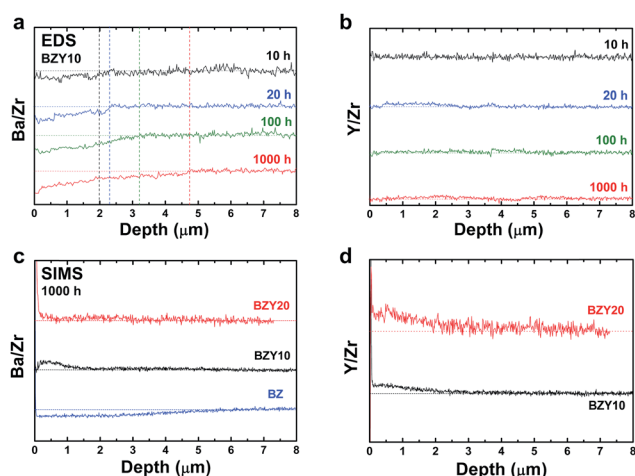 a
EDS
BZY10
10 h
20 h
100 h
1000 h
Ba/Zr
0 1 2 3 4 5 6 7 8
Depth (μm)
b
10 h
20 h
100 h
1000 h
Y/Zr
0 1 2 3 4 5 6 7 8
Depth (μm)
c
SIMS
1000 h
BZY20
BZY10
BZ
Ba/Zr
0 1 2 3 4 5 6 7 8
Depth (μm)
d
BZY20
BZY10
Y/Zr
0 1 2 3 4 5 6 7 8
Depth (μm)